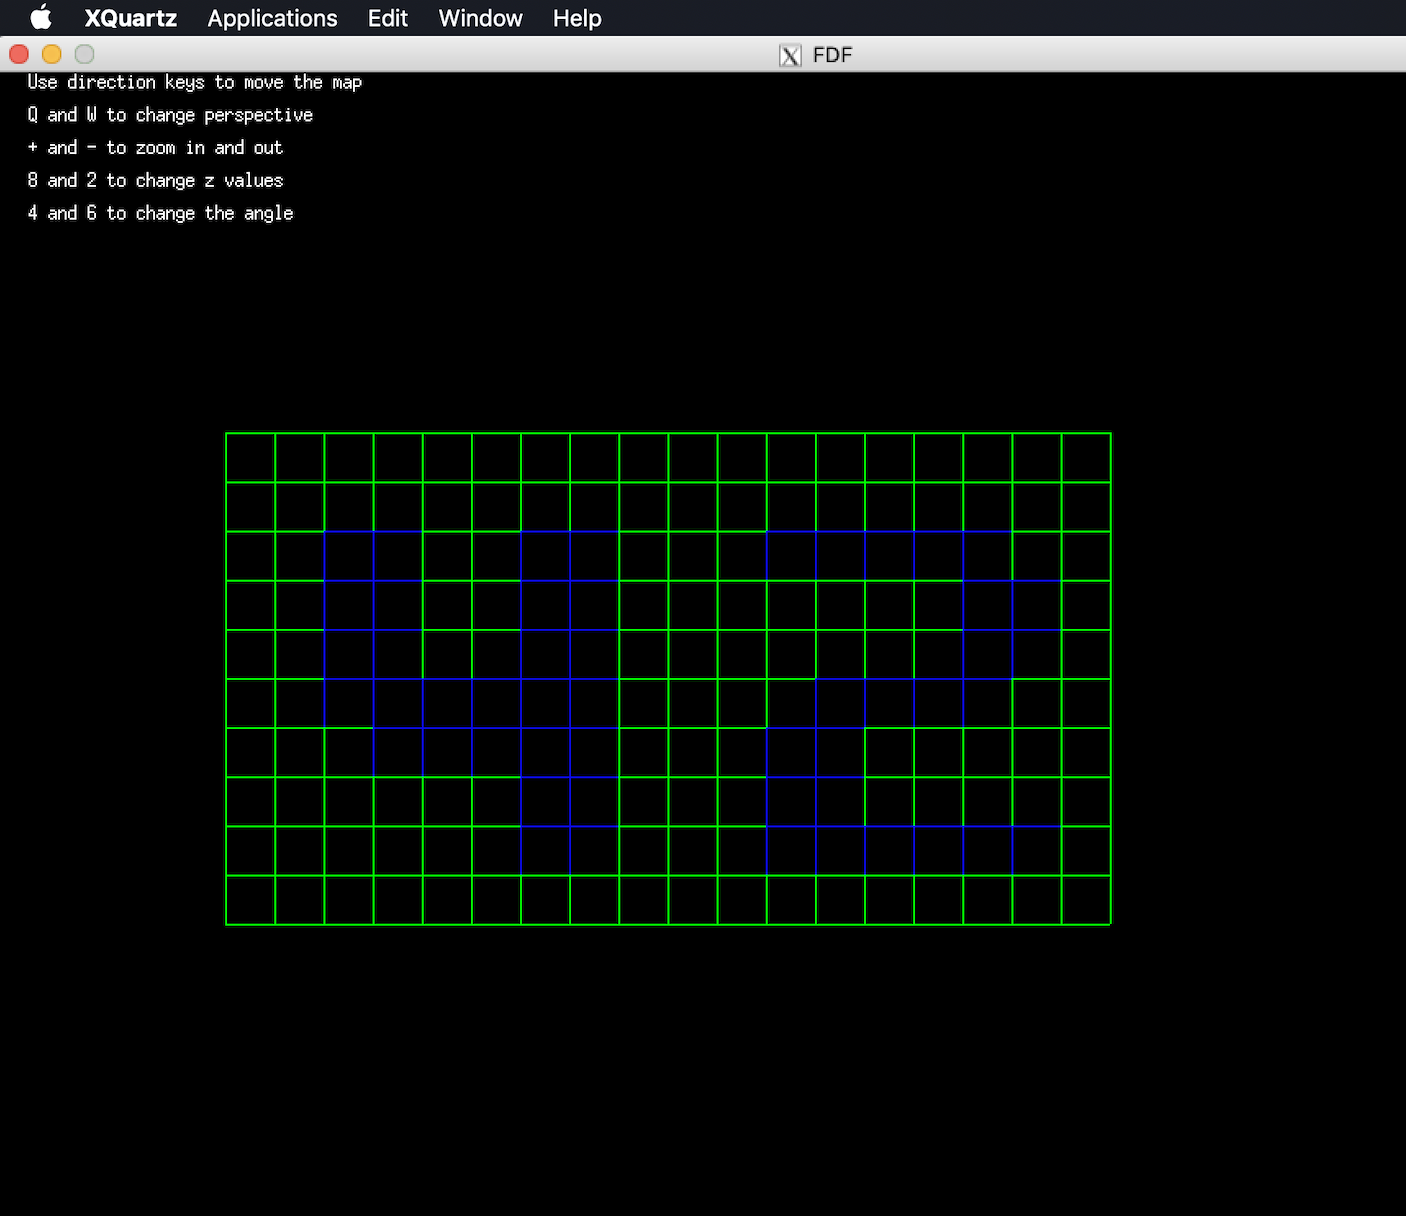 XQuartz Applications Edit Window Help
X FDF
Use direction keys to move the map
Q and W to change perspective
+ and - to zoom in and out
8 and 2 to change z values
4 and 6 to change the angle
42